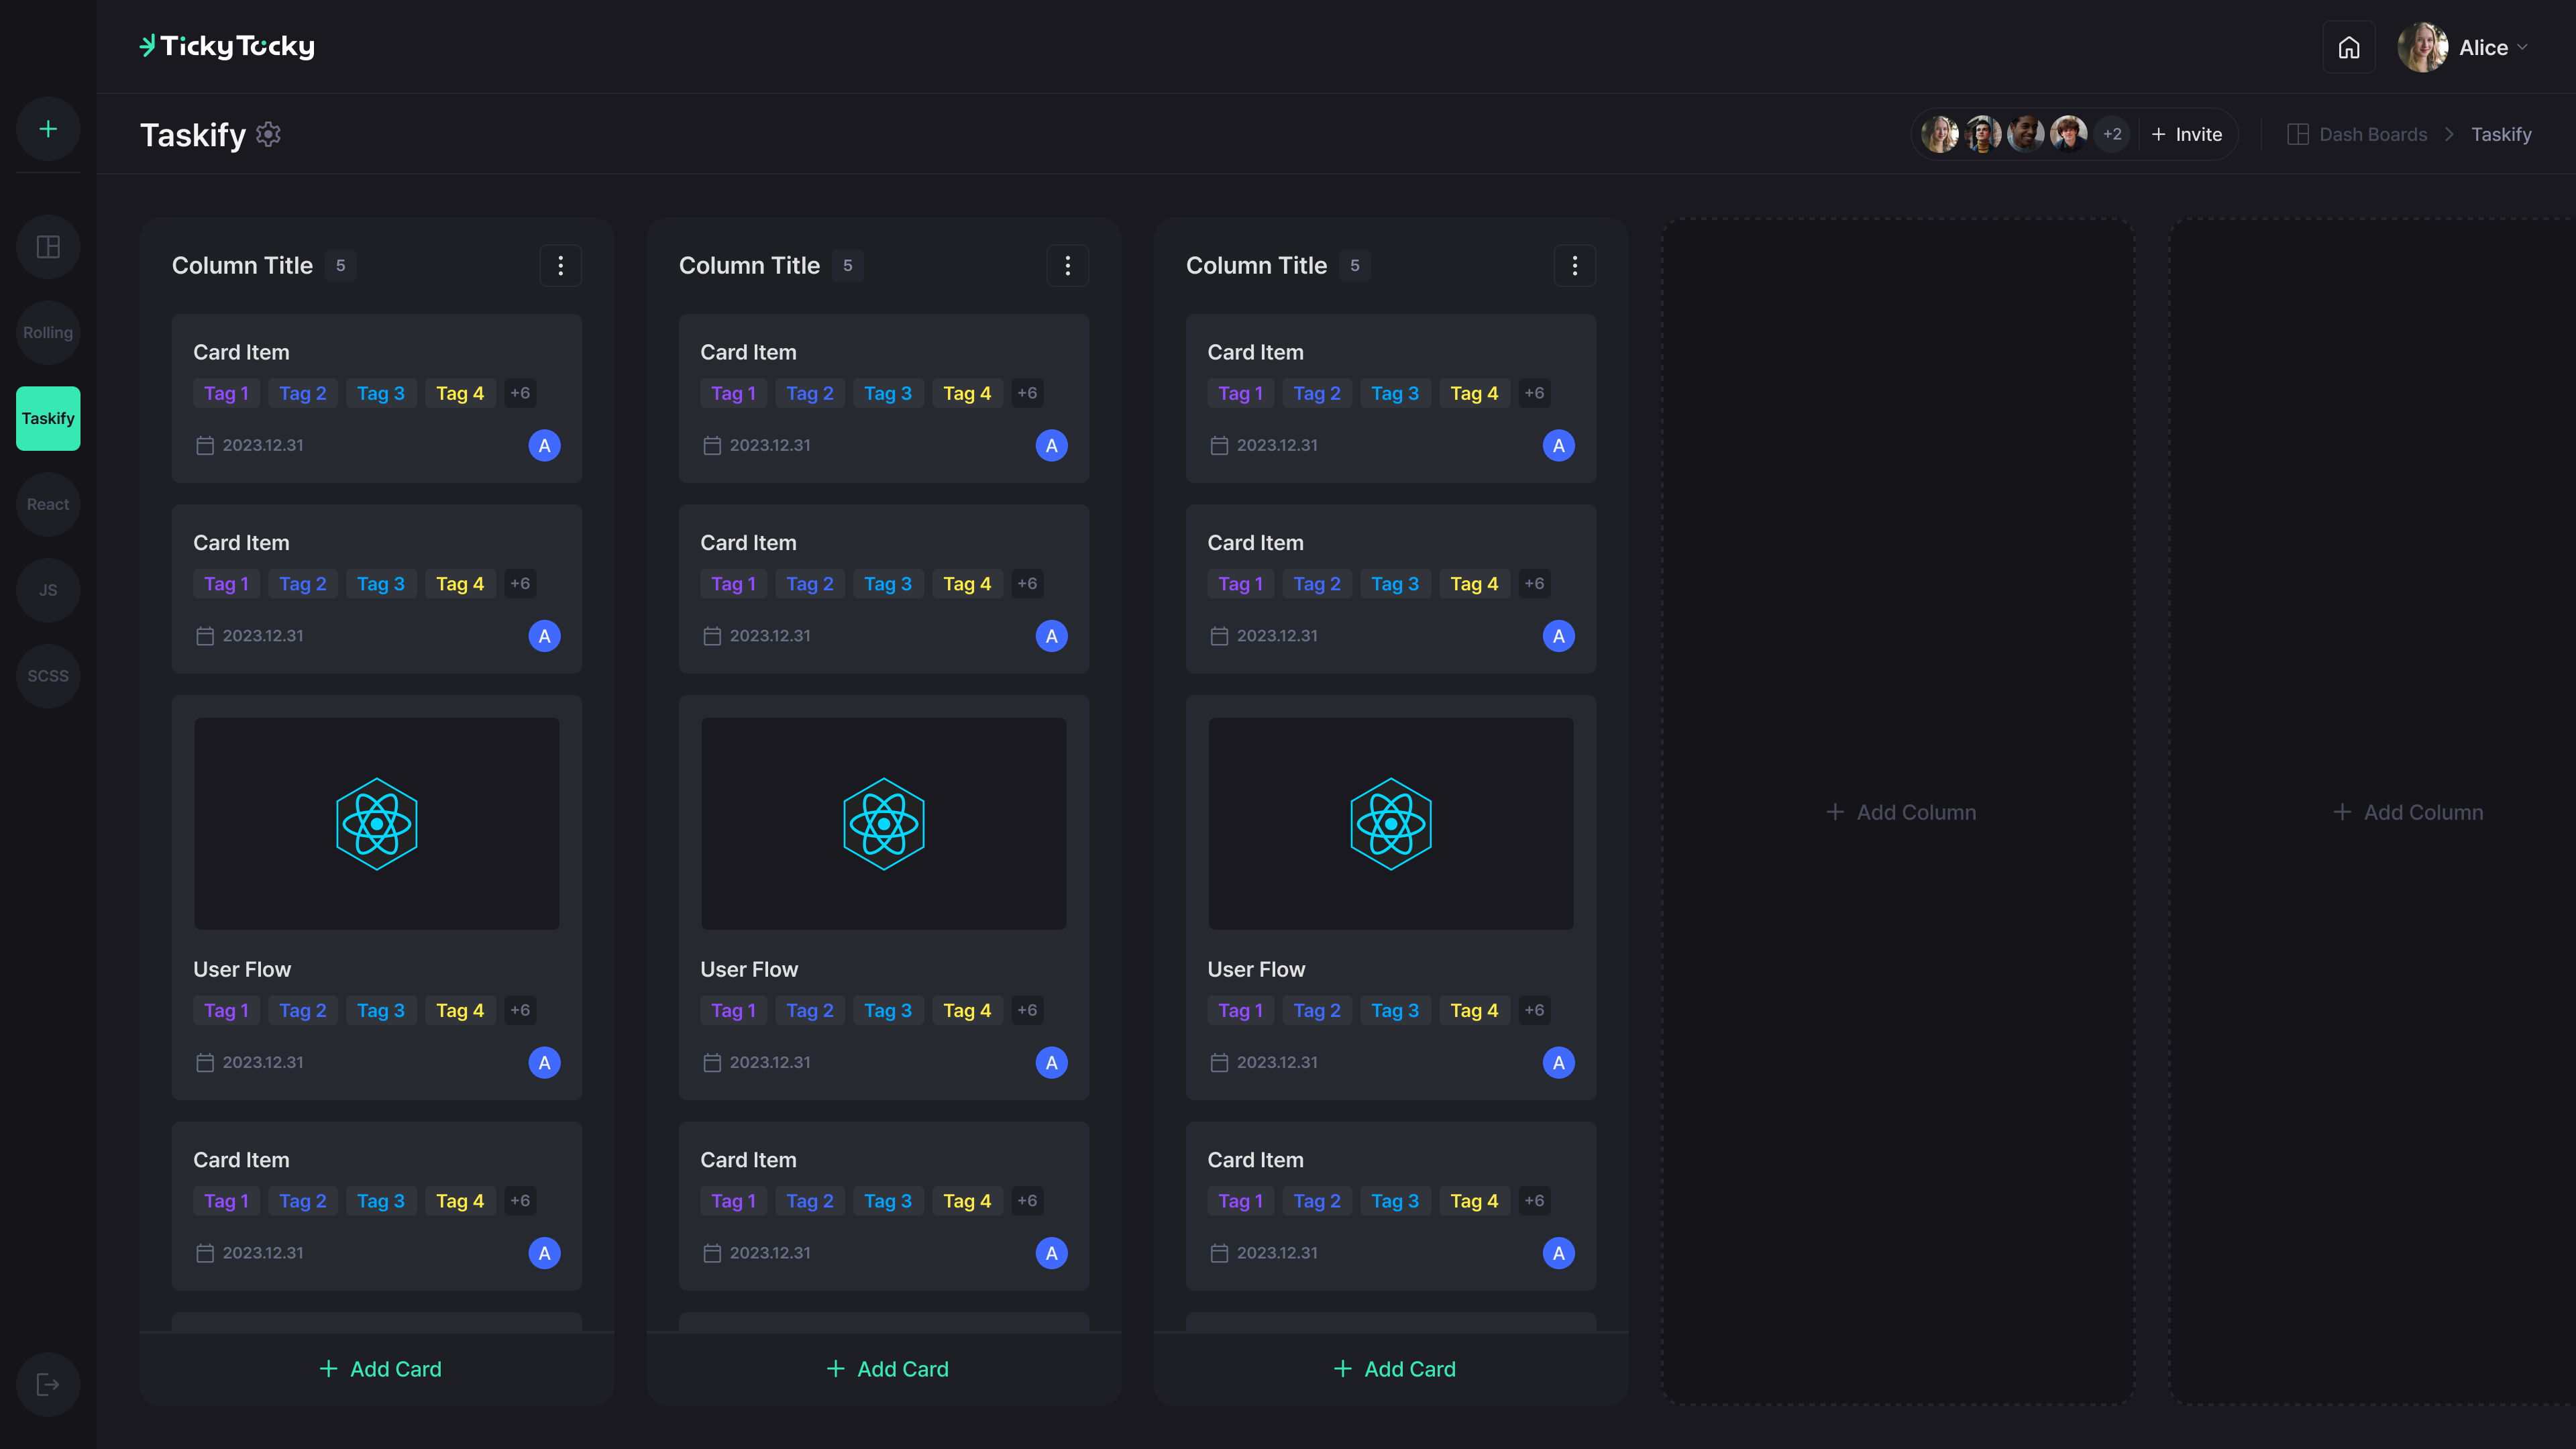 TickyTocky
Alice
Taskify
+2
Invite
Dash Boards
Taskify
Rolling
Taskify
React
JS
SCSS
Column Title 5
Card Item
Tag 1 Tag 2 Tag 3 Tag 4 +6
2023.12.31 A
Card Item
Tag 1 Tag 2 Tag 3 Tag 4 +6
2023.12.31 A
User Flow
Tag 1 Tag 2 Tag 3 Tag 4 +6
2023.12.31 A
Card Item
Tag 1 Tag 2 Tag 3 Tag 4 +6
2023.12.31 A
+ Add Card
Column Title 5
Card Item
Tag 1 Tag 2 Tag 3 Tag 4 +6
2023.12.31 A
Card Item
Tag 1 Tag 2 Tag 3 Tag 4 +6
2023.12.31 A
User Flow
Tag 1 Tag 2 Tag 3 Tag 4 +6
2023.12.31 A
Card Item
Tag 1 Tag 2 Tag 3 Tag 4 +6
2023.12.31 A
+ Add Card
Column Title 5
Card Item
Tag 1 Tag 2 Tag 3 Tag 4 +6
2023.12.31 A
Card Item
Tag 1 Tag 2 Tag 3 Tag 4 +6
2023.12.31 A
User Flow
Tag 1 Tag 2 Tag 3 Tag 4 +6
2023.12.31 A
Card Item
Tag 1 Tag 2 Tag 3 Tag 4 +6
2023.12.31 A
+ Add Card
+ Add Column
+ Add Column